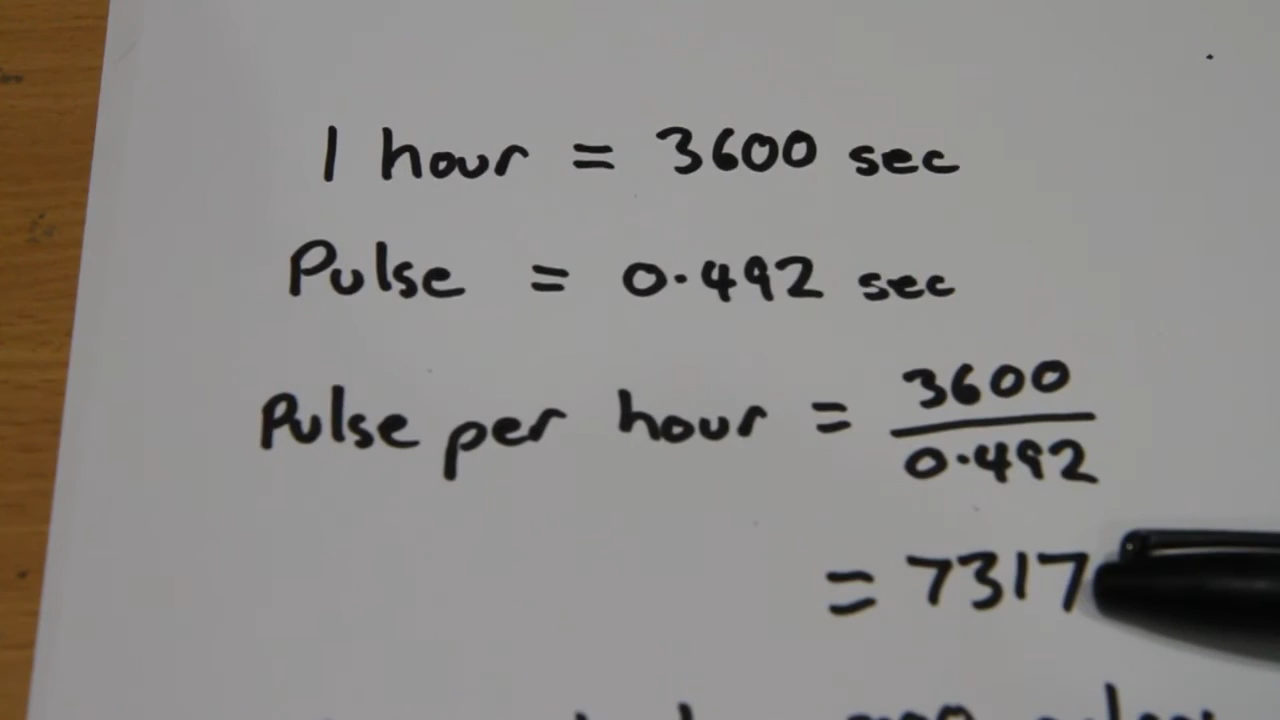 1 hour = 3600 sec
Pulse = 0.492 sec
Pulse per hour = 3600
0.492
= 7317